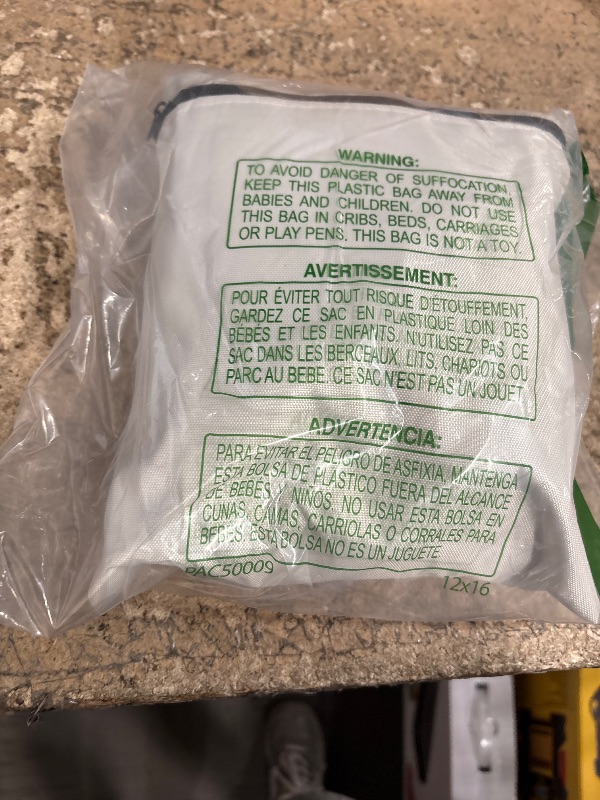 WARNING:
TO AVOID DANGER OF SUFFOCATION,
KEEP THIS PLASTIC BAG AWAY FROM
BABIES AND CHILDREN. DO NOT USE
THIS BAG IN CRIBS, BEDS, CARRIAGES
OR PLAY PENS. THIS BAG IS NOT A TOY.
AVERTISSEMENT:
POUR ÉVITER TOUT RISQUE D'ÉTOUFFEMENT,
GARDEZ CE SAC EN PLASTIQUE LOIN DES
BÉBÉS ET LES ENFANTS. N'UTILISEZ PAS CE
SAC DANS LES BERCEAUX, LITS, CHARIOTS OU
PARC AU BEBE. CE SAC N'EST PAS UN JOUET.
ADVERTENCIA:
PARA EVITAR EL PELIGRO DE ASFIXIA, MANTENGA
ESTA BOLSA DE PLASTICO FUERA DEL ALCANCE
DE BEBES Y NINOS. NO USAR ESTA BOLSA EN
CUNAS, CAMAS, CARRIOLAS O CORRALES PARA
BEBES. ESTA BOLSA NO ES UN JUGUETE.
PAC50009
12x16